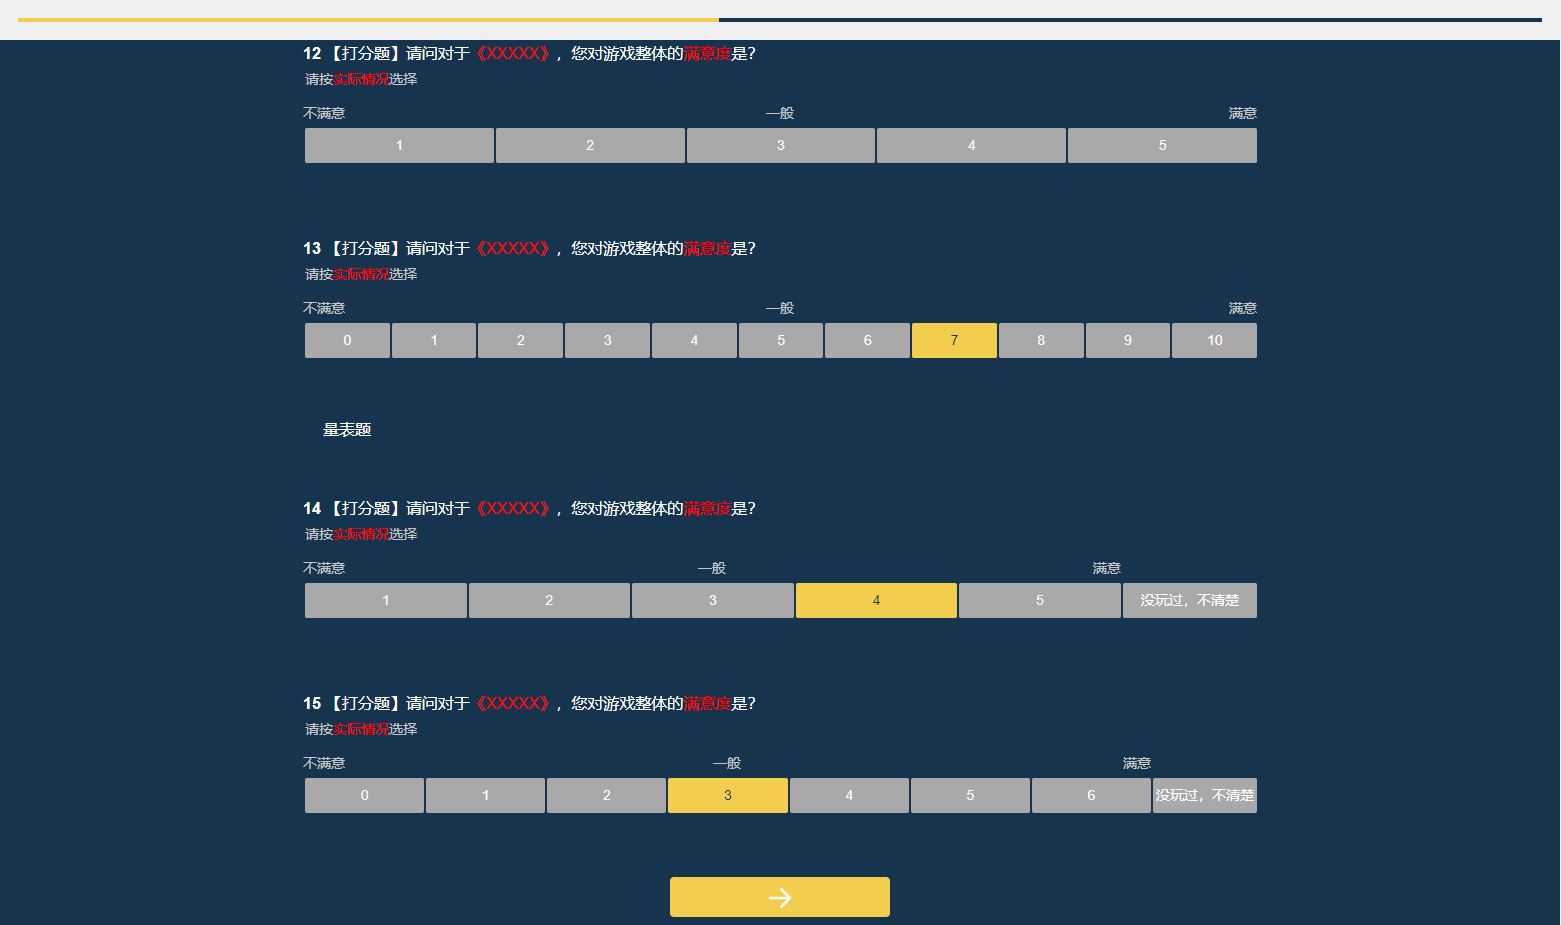 12 【打分题】请问对于《XXXXX》，您对游戏整体的满意度是？
请按实际情况选择
不满意 一般 满意
1 2 3 4 5
13 【打分题】请问对于《XXXXX》，您对游戏整体的满意度是？
请按实际情况选择
不满意 一般 满意
0 1 2 3 4 5 6 7 8 9 10
量表题
14 【打分题】请问对于《XXXXX》，您对游戏整体的满意度是？
请按实际情况选择
不满意 一般 满意
1 2 3 4 5 没玩过，不清楚
15 【打分题】请问对于《XXXXX》，您对游戏整体的满意度是？
请按实际情况选择
不满意 一般 满意
0 1 2 3 4 5 6 没玩过，不清楚